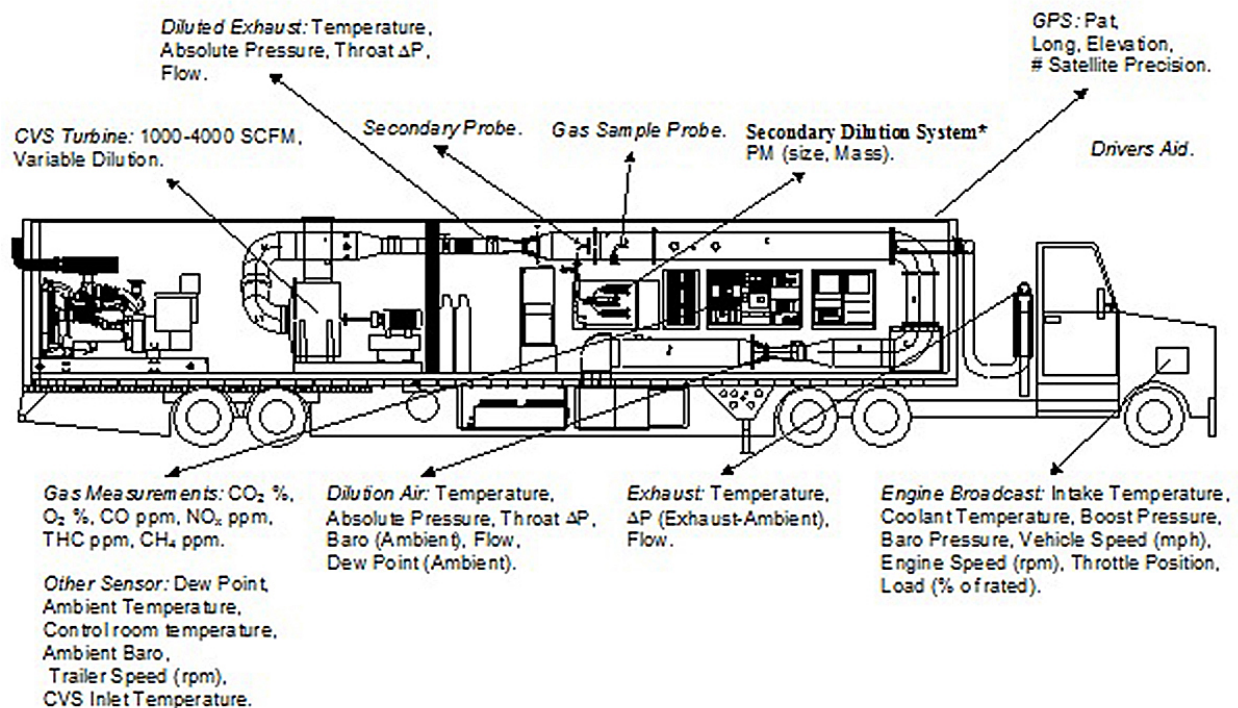 Diluted Exhaust: Temperature,
Absolute Pressure, Throat ΔP,
Flow.
GPS: Pat,
Long, Elevation,
# Satellite Precision.
CVS Turbine: 1000-4000 SCFM,
Variable Dilution.
Secondary Probe.
Gas Sample Probe.
Secondary Dilution System*
PM (size, Mass).
Drivers Aid.
Gas Measurements: CO₂ %,
O₂ %, CO ppm, NOₓ ppm,
THC ppm, CH₄ ppm.
Other Sensor: Dew Point,
Ambient Temperature,
Control room temperature,
Ambient Baro,
Trailer Speed (rpm),
CVS Inlet Temperature.
Dilution Air: Temperature,
Absolute Pressure, Throat ΔP,
Baro (Ambient), Flow,
Dew Point (Ambient).
Exhaust: Temperature,
ΔP (Exhaust-Ambient),
Flow.
Engine Broadcast: Intake Temperature,
Coolant Temperature, Boost Pressure,
Baro Pressure, Vehicle Speed (mph),
Engine Speed (rpm), Throttle Position,
Load (% of rated).